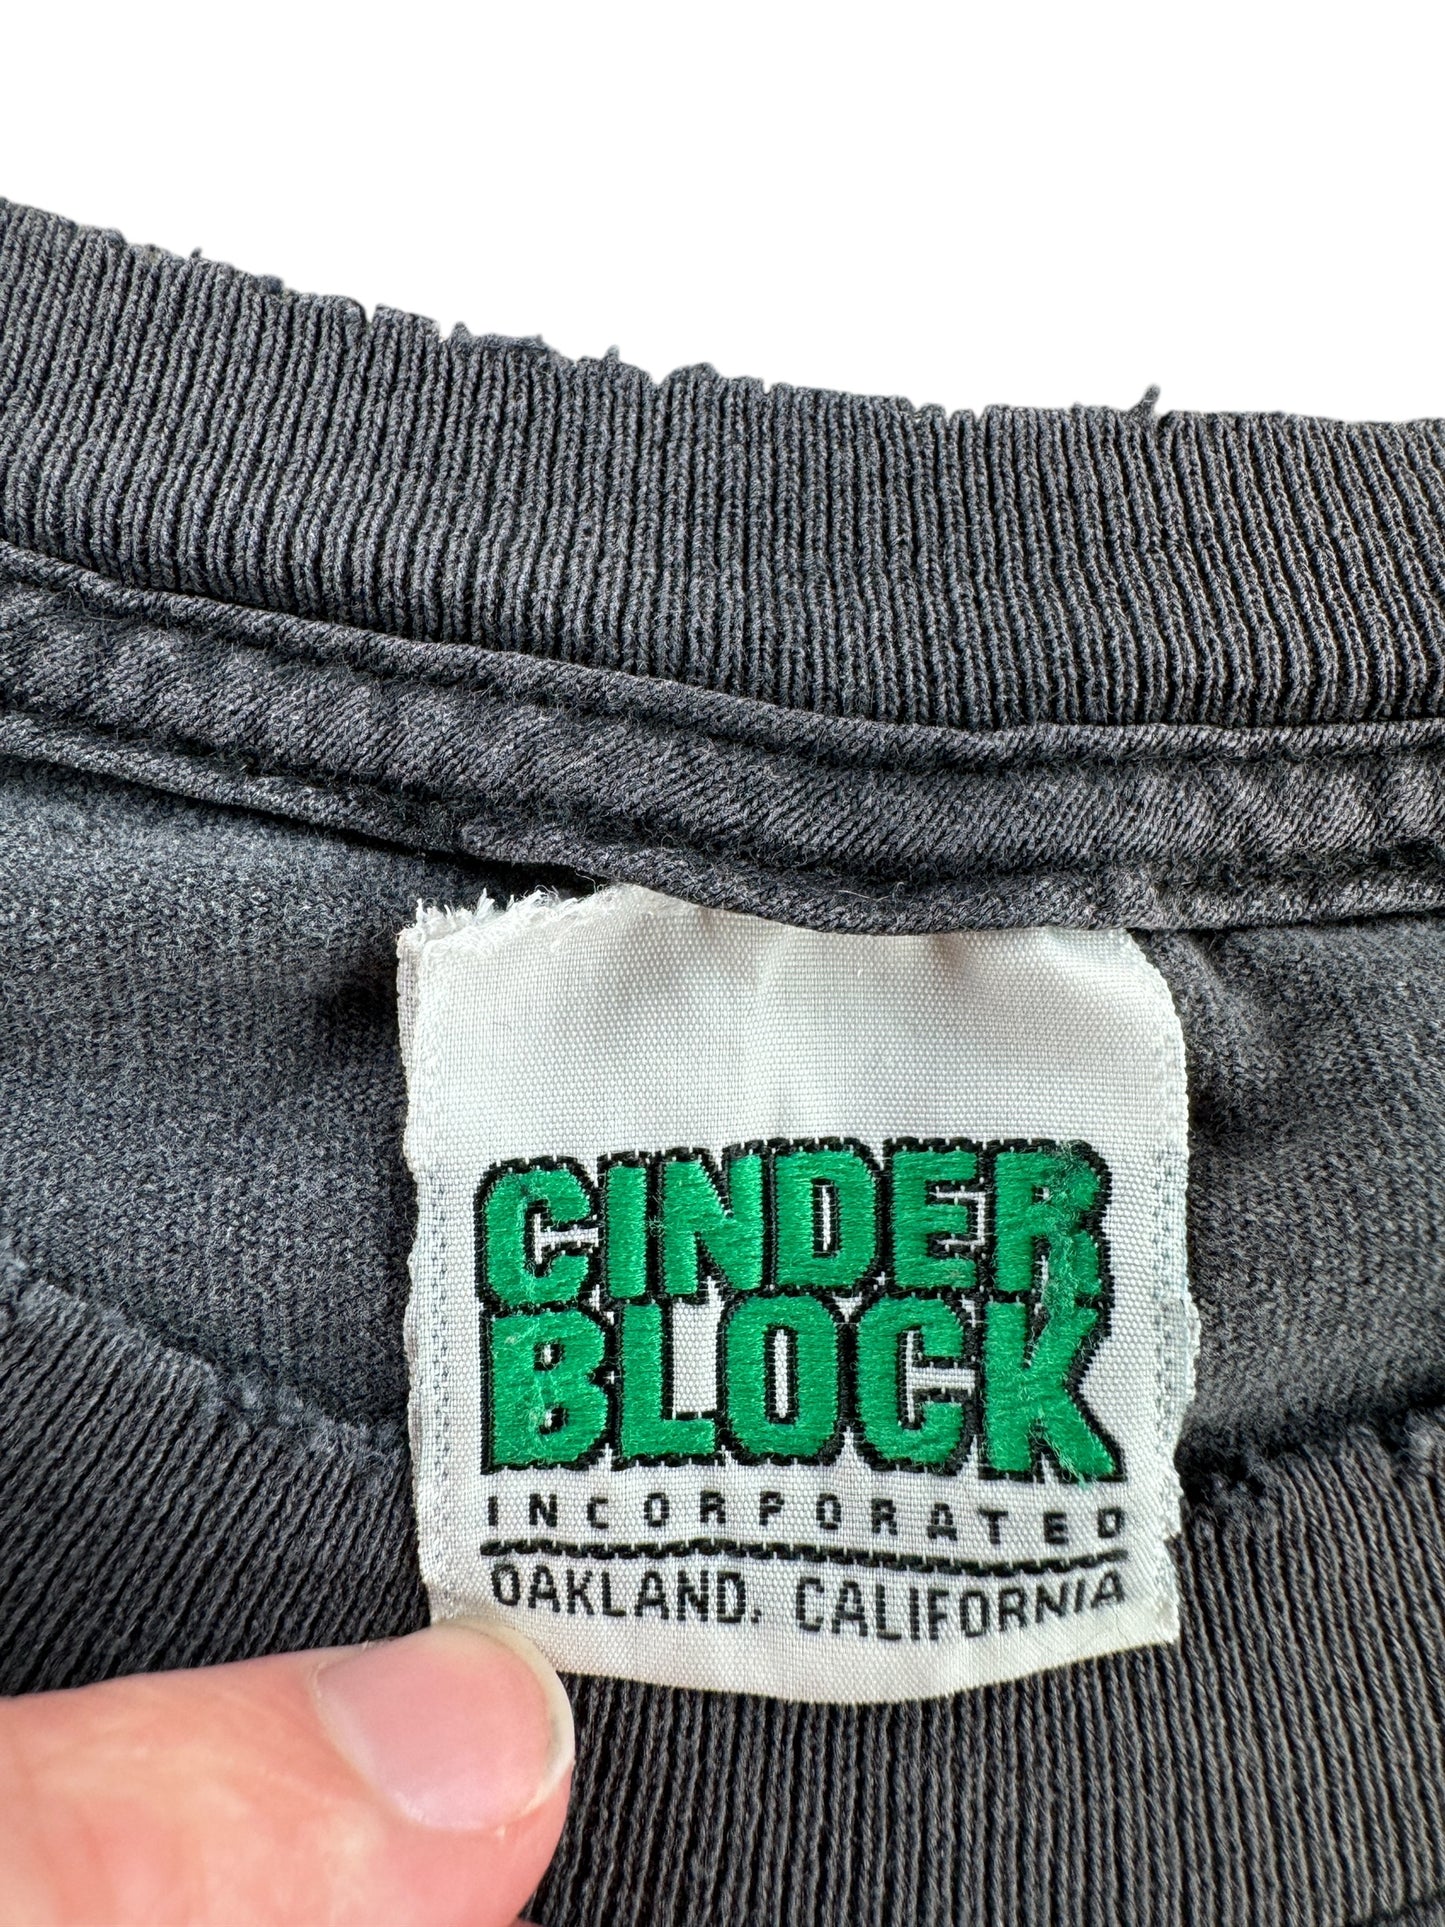 CINDER
BLOCK
INCORPORATED
OAKLAND, CALIFORNIA